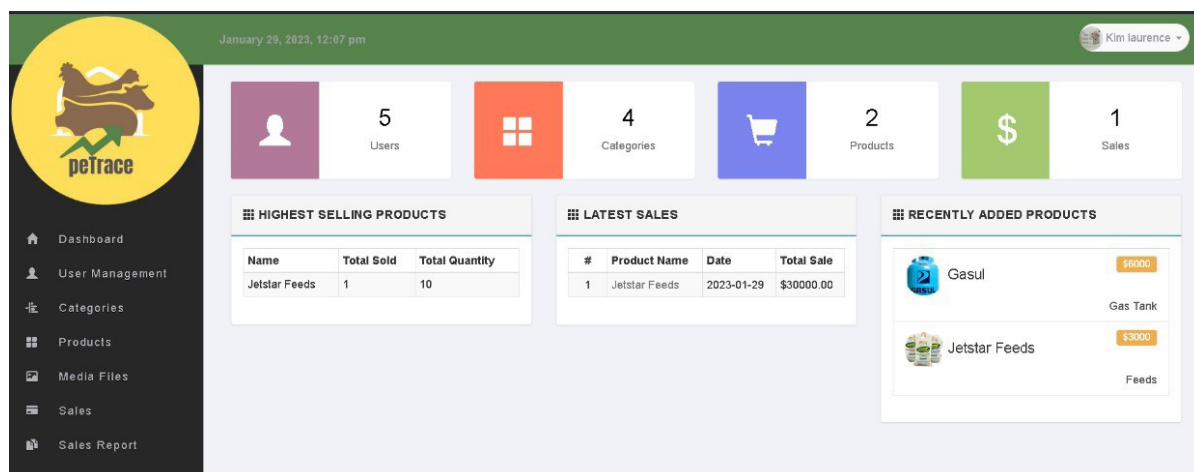 January 29, 2023, 12:07 pm
Kim laurence
peTrace
Dashboard
User Management
Categories
Products
Media Files
Sales
Sales Report
5
Users
4
Categories
2
Products
$
1
Sales
HIGHEST SELLING PRODUCTS
Name Total Sold Total Quantity
Jetstar Feeds 1 10
LATEST SALES
# Product Name Date Total Sale
1 Jetstar Feeds 2023-01-29 $30000.00
RECENTLY ADDED PRODUCTS
Gasul $6000
GASUL
Gas Tank
Jetstar Feeds $3000
Feeds